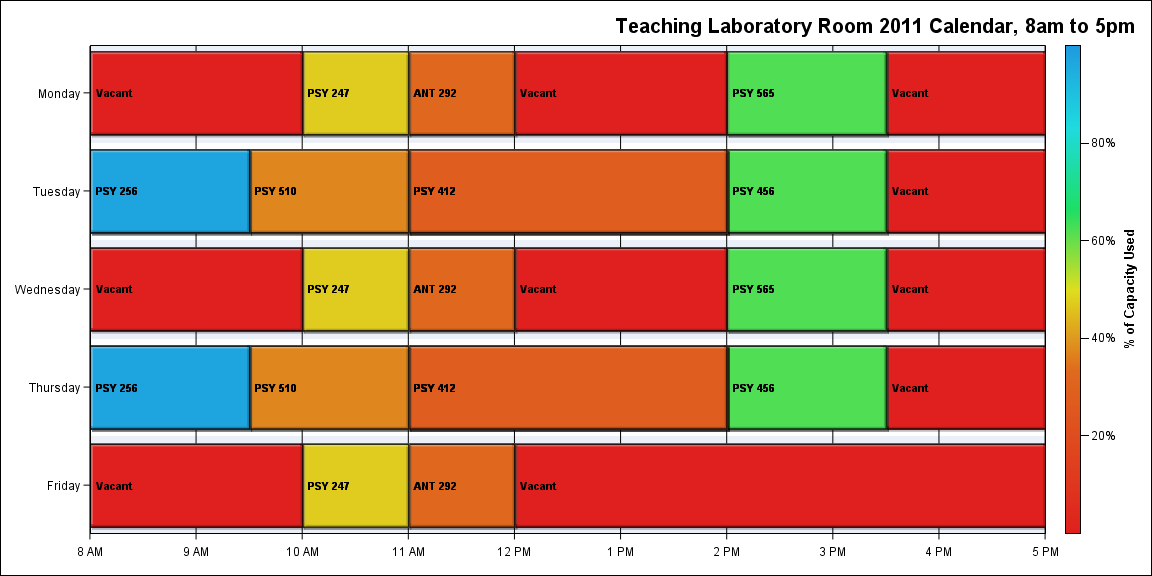 Teaching Laboratory Room 2011 Calendar, 8am to 5pm
Monday
Vacant
PSY 247
ANT 292
Vacant
PSY 565
Vacant
Tuesday
PSY 256
PSY 510
PSY 412
PSY 456
Vacant
Wednesday
Vacant
PSY 247
ANT 292
Vacant
PSY 565
Vacant
Thursday
PSY 256
PSY 510
PSY 412
PSY 456
Vacant
Friday
Vacant
PSY 247
ANT 292
Vacant
8 AM
9 AM
10 AM
11 AM
12 PM
1 PM
2 PM
3 PM
4 PM
5 PM
80%
60%
40%
20%
% of Capacity Used